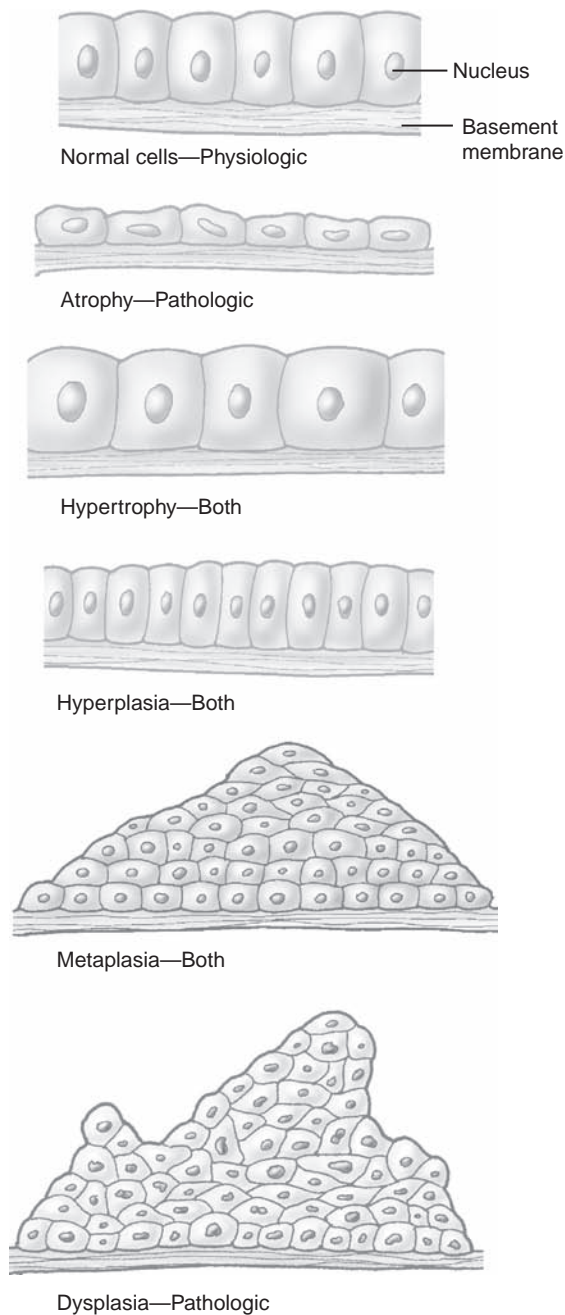 Nucleus
Basement
membrane
Normal cells—Physiologic
Atrophy—Pathologic
Hypertrophy—Both
Hyperplasia—Both
Metaplasia—Both
Dysplasia—Pathologic